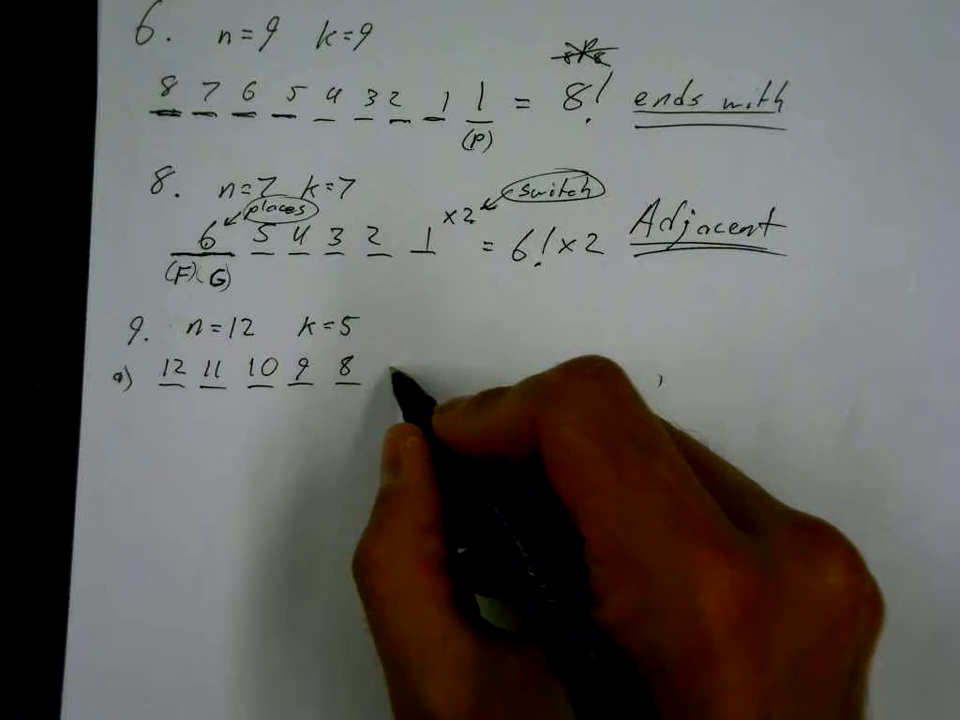 6. n=9 k=9
8 7 6 5 4 3 2 1 1 = 8! ends with
(P)
8. n=7 k=7
places x2 switch
6 5 4 3 2 1 = 6! x 2 Adjacent
(F)(G)
9. n=12 k=5
a) 12 11 10 9 8